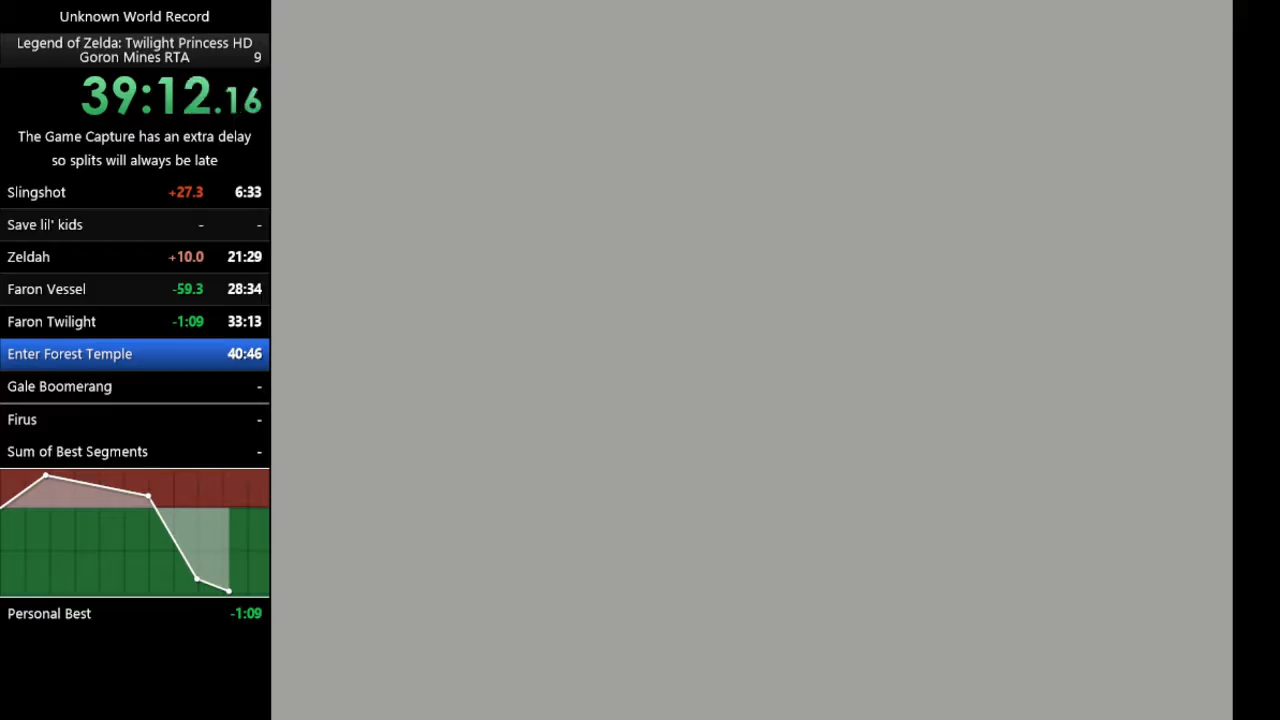 Unknown World Record
Legend of Zelda: Twilight Princess HD
Goron Mines RTA 9
39:12.16
The Game Capture has an extra delay
so splits will always be late
Slingshot +27.3 6:33
Save lil' kids - -
Zeldah +10.0 21:29
Faron Vessel -59.3 28:34
Faron Twilight -1:09 33:13
Enter Forest Temple 40:46
Gale Boomerang -
Firus -
Sum of Best Segments -
Personal Best -1:09